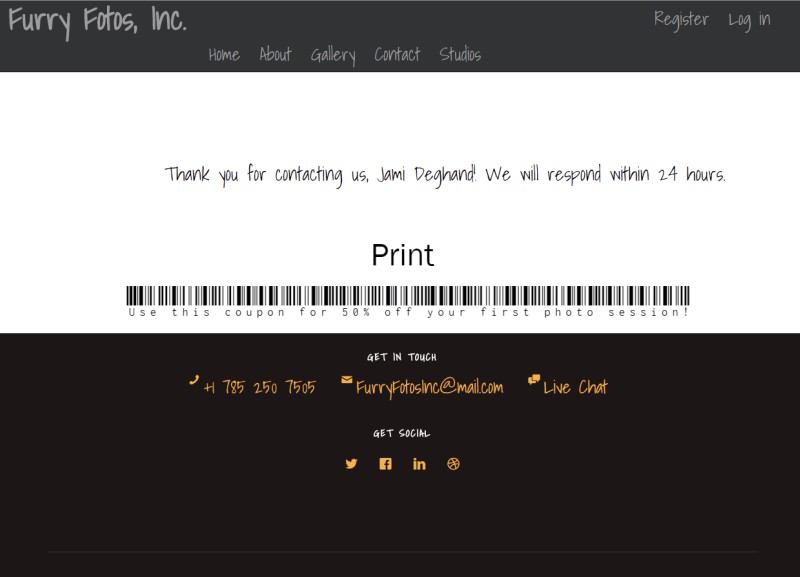 Furry Fotos, Inc.
Register Log in
Home About Gallery Contact Studios
Thank you for contacting us, Jami Deghand! We will respond within 24 hours.
Print
Use this coupon for 50% off your first photo session!
GET IN TOUCH
+1 785 250 7505 FurryFotosInc@mail.com Live Chat
GET SOCIAL